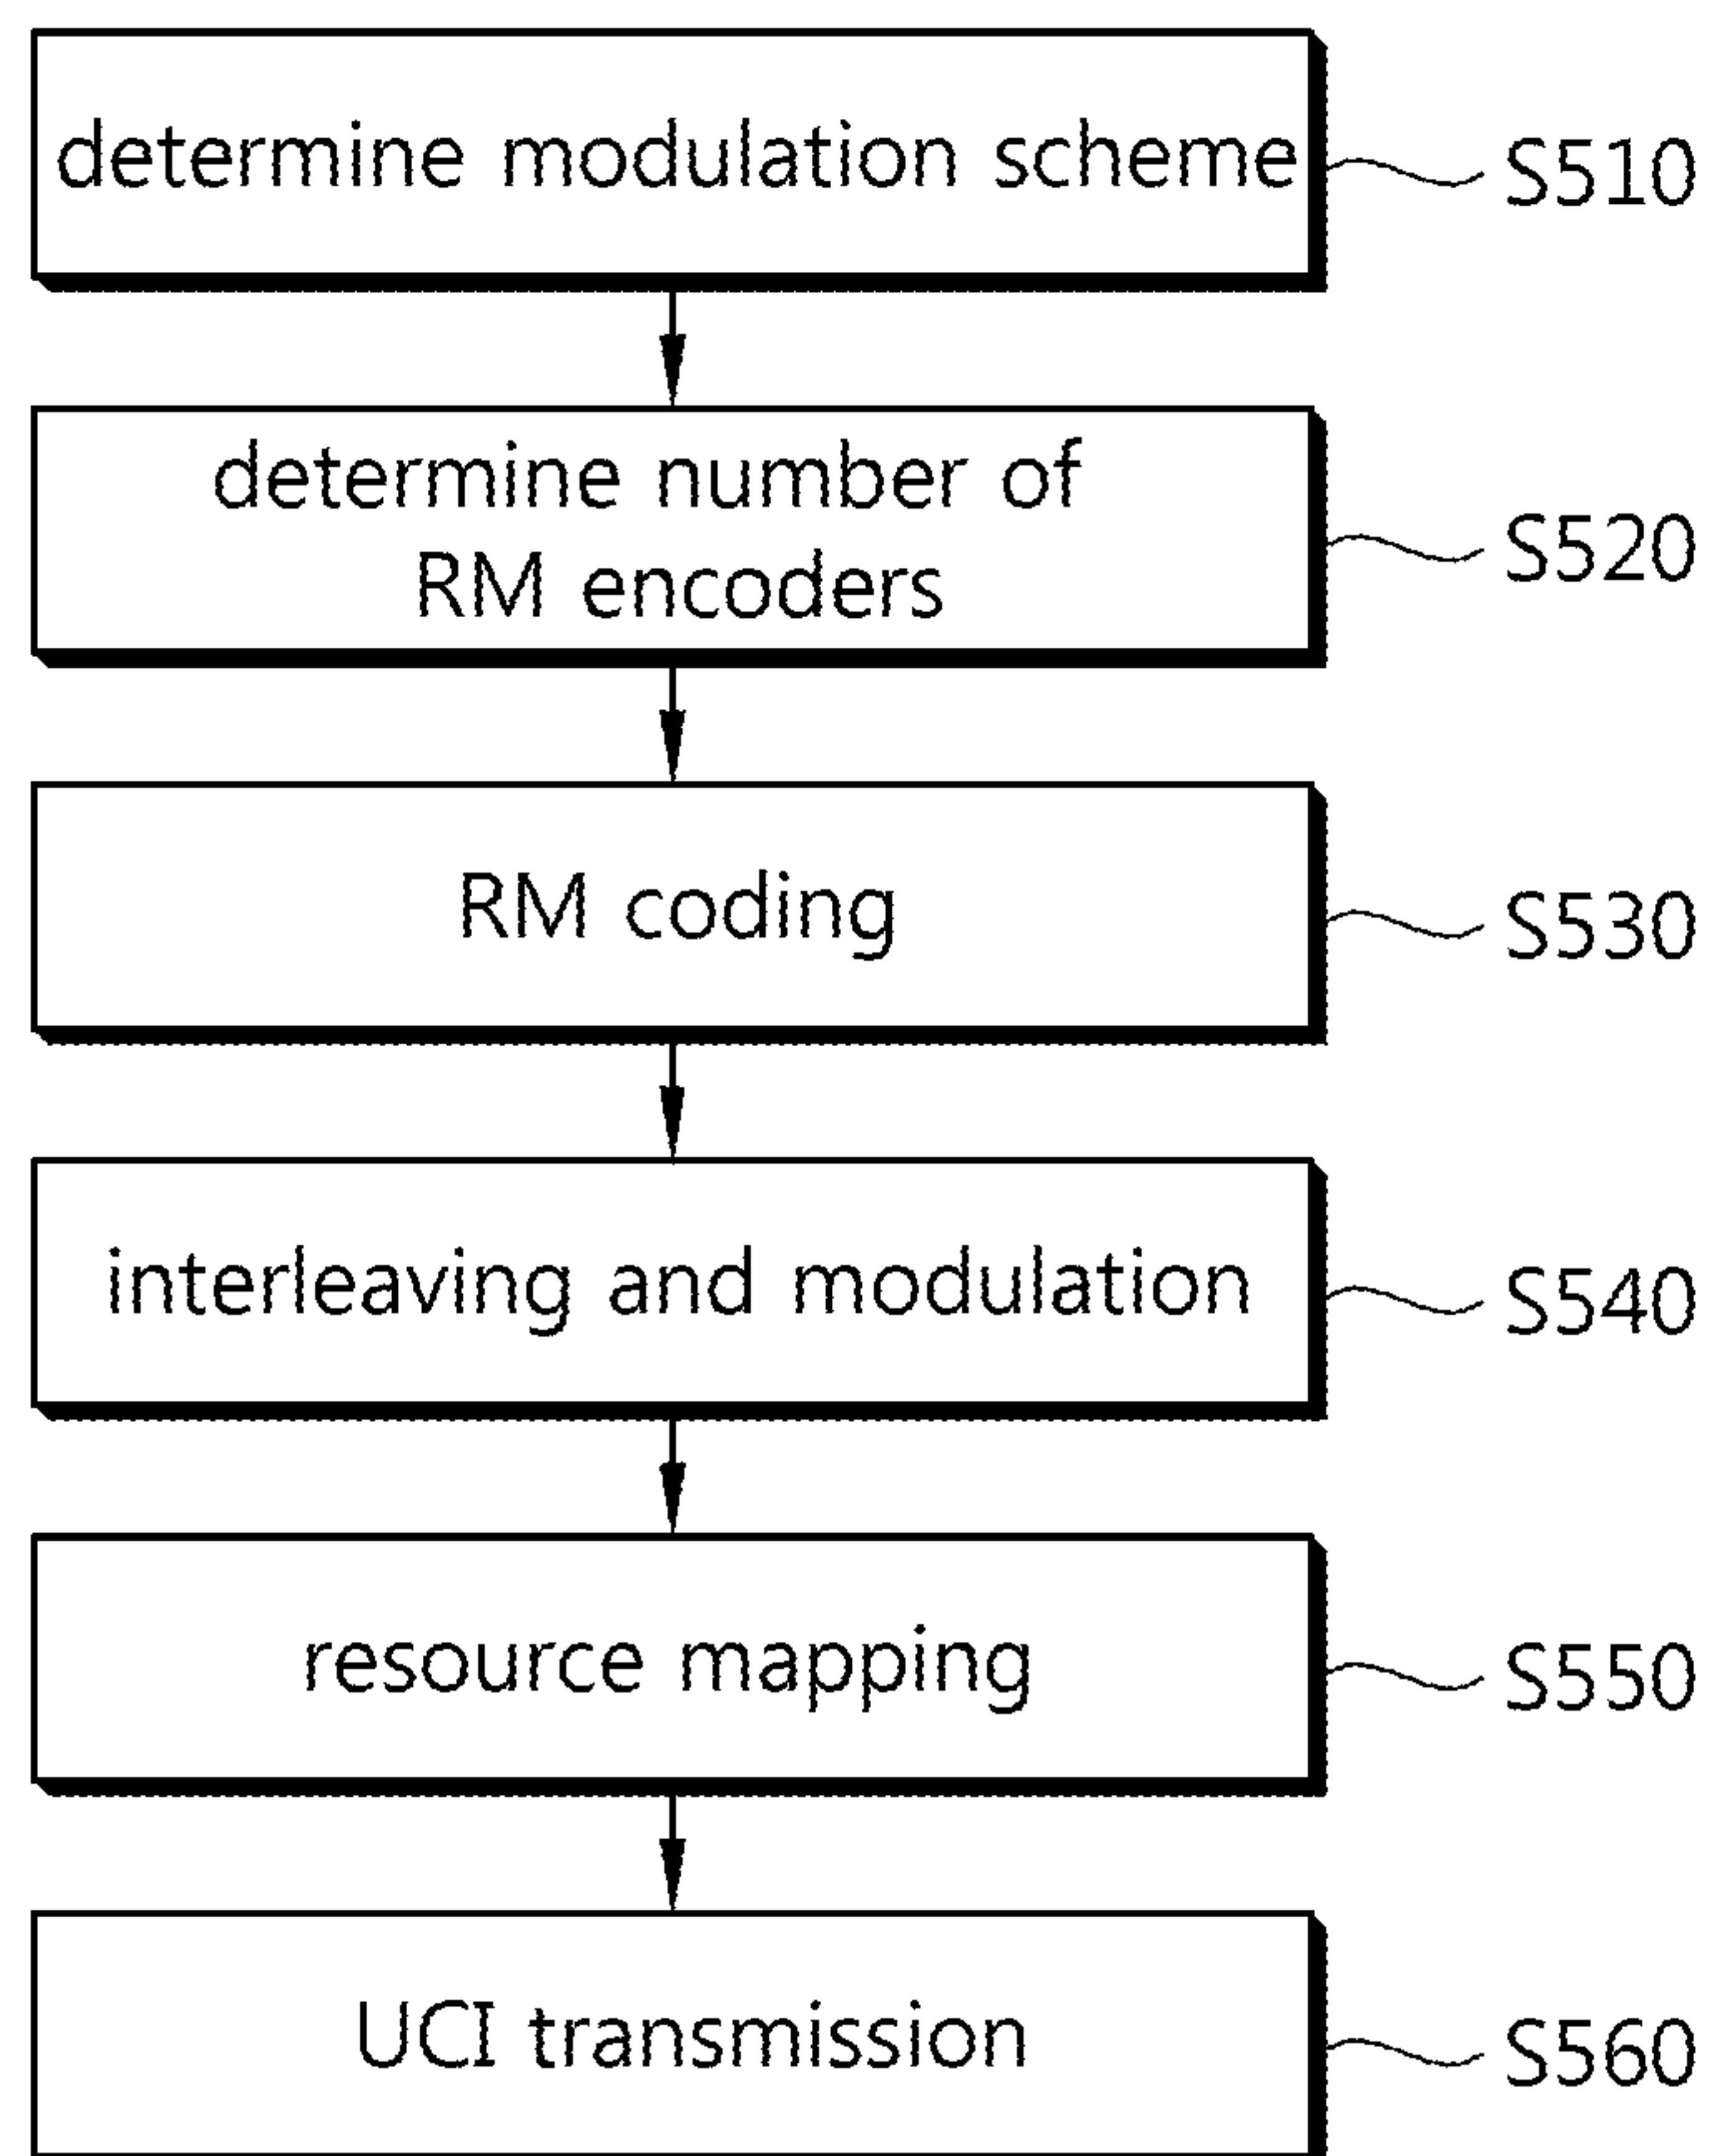 determine modulation scheme
S510
determine number of
RM encoders
S520
RM coding
S530
interleaving and modulation
S540
resource mapping
S550
UCI transmission
S560